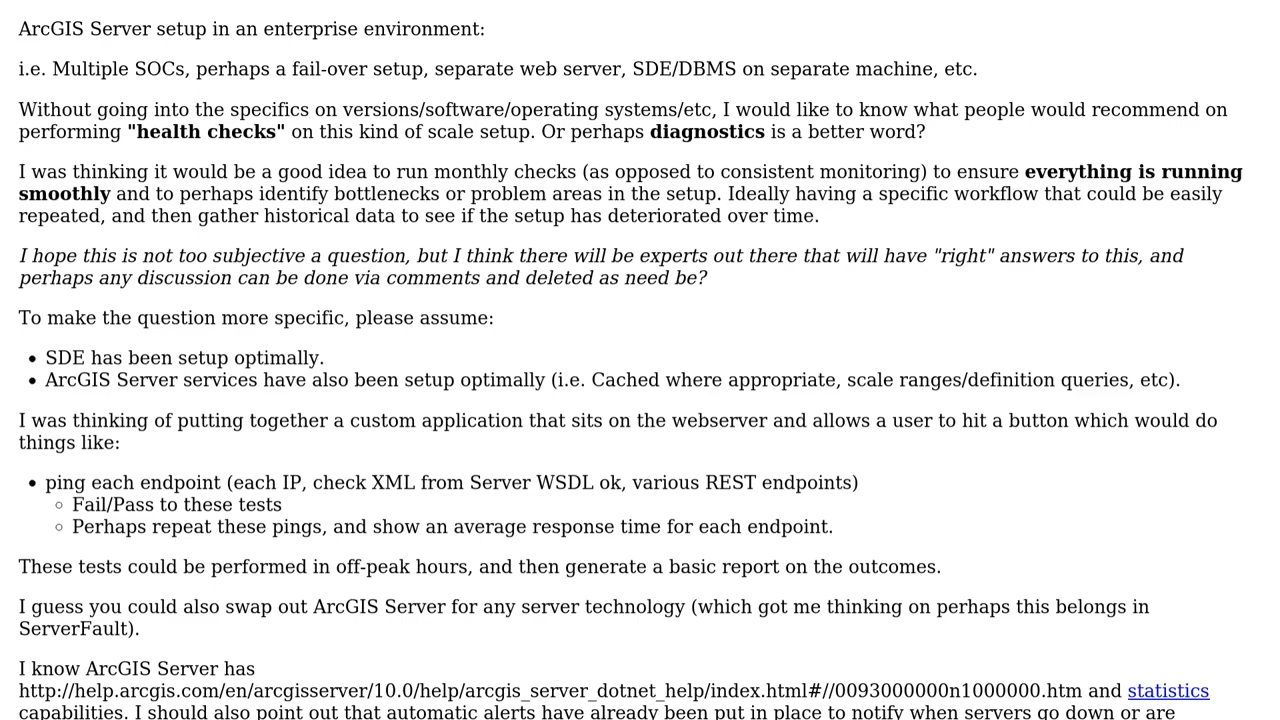 ArcGIS Server setup in an enterprise environment:
i.e. Multiple SOCs, perhaps a fail-over setup, separate web server, SDE/DBMS on separate machine, etc.
Without going into the specifics on versions/software/operating systems/etc, I would like to know what people would recommend on
performing "health checks" on this kind of scale setup. Or perhaps diagnostics is a better word?
I was thinking it would be a good idea to run monthly checks (as opposed to consistent monitoring) to ensure everything is running
smoothly and to perhaps identify bottlenecks or problem areas in the setup. Ideally having a specific workflow that could be easily
repeated, and then gather historical data to see if the setup has deteriorated over time.
I hope this is not too subjective a question, but I think there will be experts out there that will have "right" answers to this, and
perhaps any discussion can be done via comments and deleted as need be?
To make the question more specific, please assume:
• SDE has been setup optimally.
• ArcGIS Server services have also been setup optimally (i.e. Cached where appropriate, scale ranges/definition queries, etc).
I was thinking of putting together a custom application that sits on the webserver and allows a user to hit a button which would do
things like:
• ping each endpoint (each IP, check XML from Server WSDL ok, various REST endpoints)
◦ Fail/Pass to these tests
◦ Perhaps repeat these pings, and show an average response time for each endpoint.
These tests could be performed in off-peak hours, and then generate a basic report on the outcomes.
I guess you could also swap out ArcGIS Server for any server technology (which got me thinking on perhaps this belongs in
ServerFault).
I know ArcGIS Server has
http://help.arcgis.com/en/arcgisserver/10.0/help/arcgis_server_dotnet_help/index.html#//0093000000n1000000.htm and statistics
capabilities. I should also point out that automatic alerts have already been put in place to notify when servers go down or are